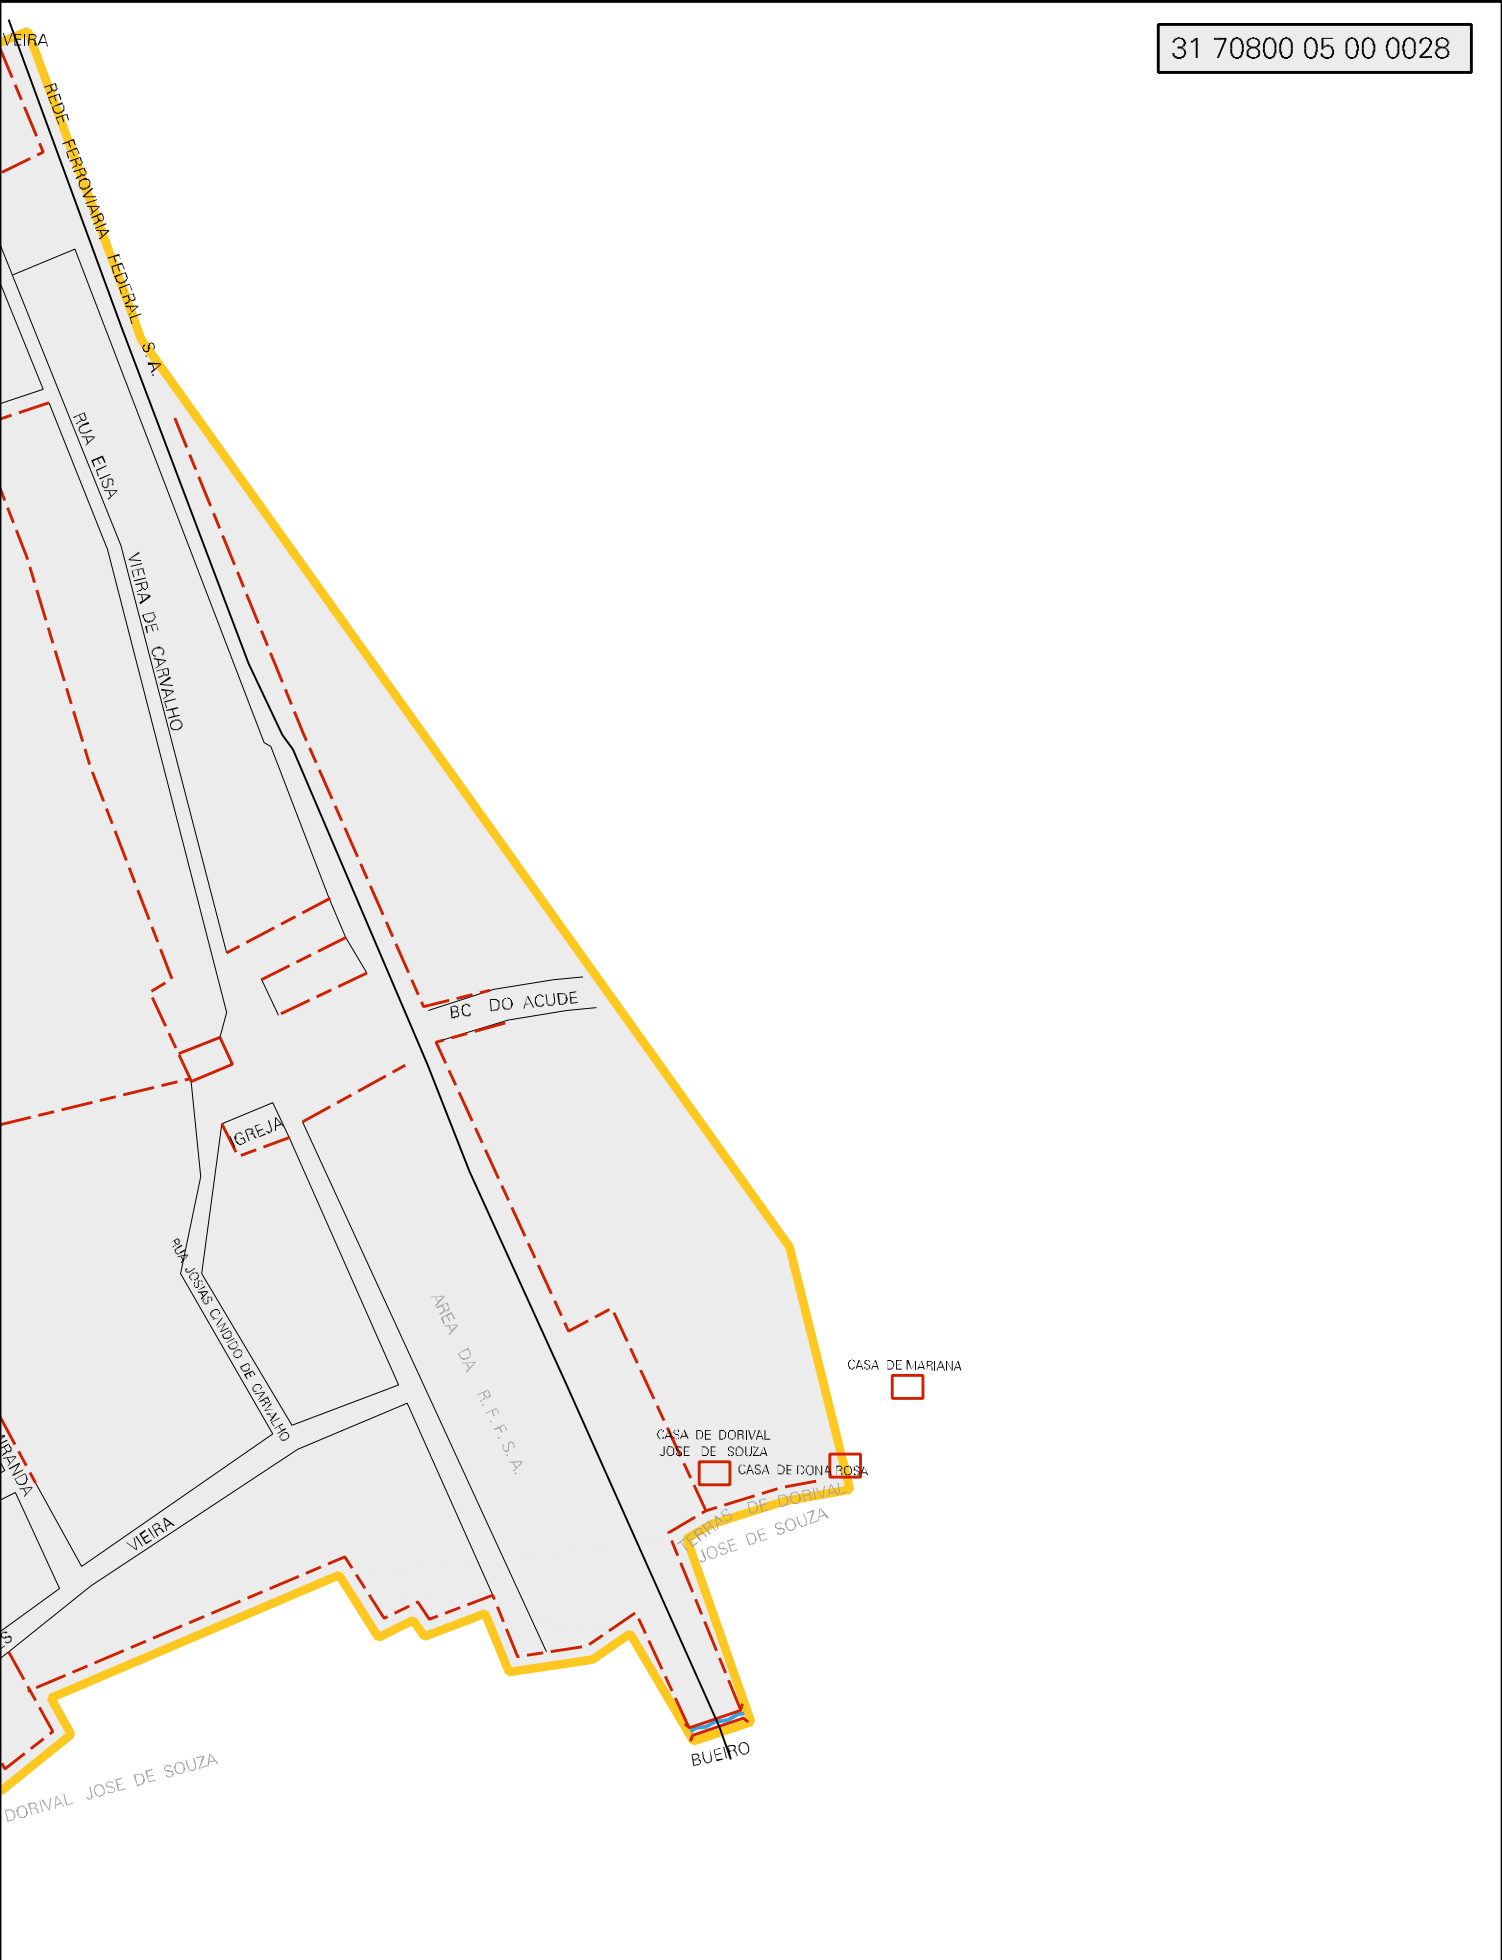 VEIRA
31 70800 05 00 0028
REDE FERROVIARIA FEDERAL S. A.
RUA ELISA VIEIRA DE CARVALHO
BC DO ACUDE
IGREJA
RUA JOSIAS CANDIDO DE CARVALHO
AREA DA R. F. F. S. A.
CASA DE MARIANA
CASA DE DORIVAL
JOSE DE SOUZA
CASA DE DONA ROSA
TERRAS DE DORIVAL
JOSE DE SOUZA
IRANDA
VIEIRA
BUEIRO
DORIVAL JOSE DE SOUZA